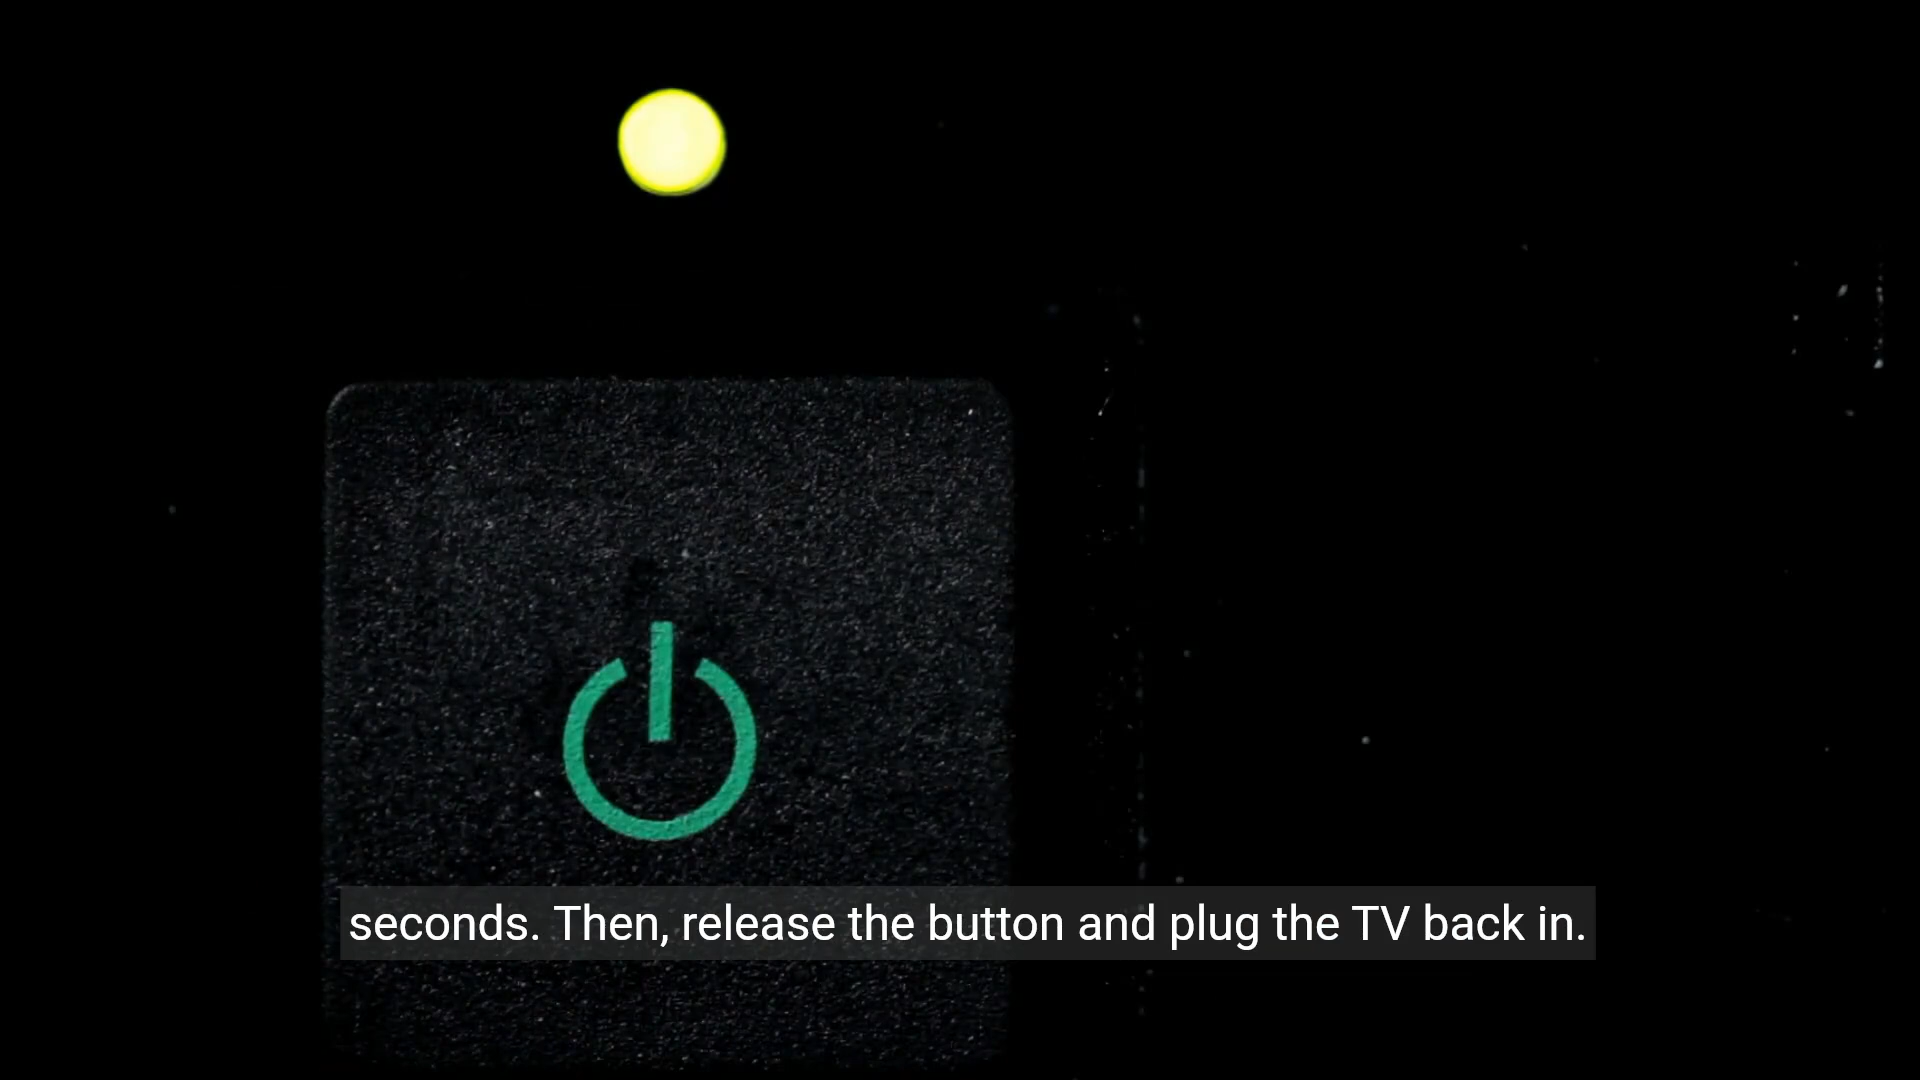 seconds. Then, release the button and plug the TV back in.